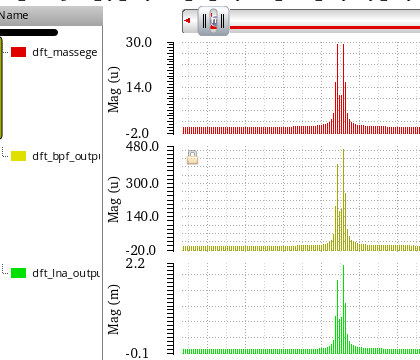 Name
dft_massege
30.0
14.0
-2.0
Mag (u)
dft_bpf_outpu
480.0
300.0
140.0
-20.0
Mag (u)
dft_lna_outpu
2.2
-0.1
Mag (m)